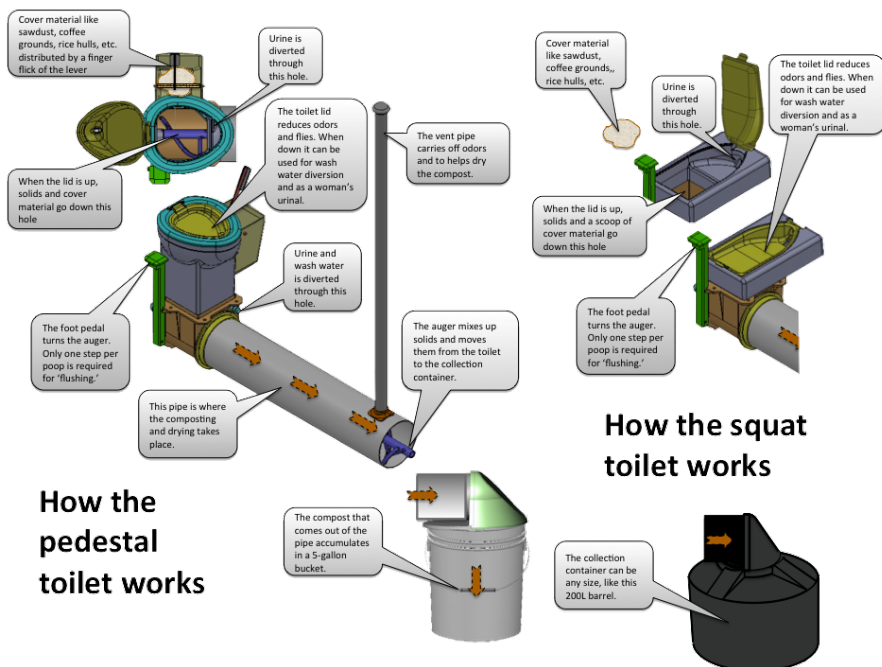 Cover material like
sawdust, coffee
grounds, rice hulls, etc.
distributed by a finger
flick of the lever
Urine is
diverted
through
this hole.
The toilet lid
reduces odors
and flies. When
down it can be
used for wash
water diversion
and as a woman's
urinal.
The vent pipe
carries off odors
and to helps dry
the compost.
When the lid is up,
solids and cover
material go down this
hole
Urine and
wash water
is diverted
through this
hole.
The foot pedal
turns the auger.
Only one step per
poop is required
for 'flushing.'
The auger mixes up
solids and moves
them from the toilet
to the collection
container.
This pipe is where
the composting
and drying takes
place.
How the
pedestal
toilet works
The compost that
comes out of the
pipe accumulates
in a 5-gallon
bucket.
Cover material
like sawdust,
coffee grounds,,
rice hulls, etc.
Urine is
diverted
through
this hole.
The toilet lid reduces
odors and flies. When
down it can be used
for wash water
diversion and as a
woman's urinal.
When the lid is up,
solids and a scoop of
cover material go
down this hole
The foot pedal
turns the auger.
Only one step per
poop is required
for 'flushing.'
How the squat
toilet works
The collection
container can be
any size, like this
200L barrel.